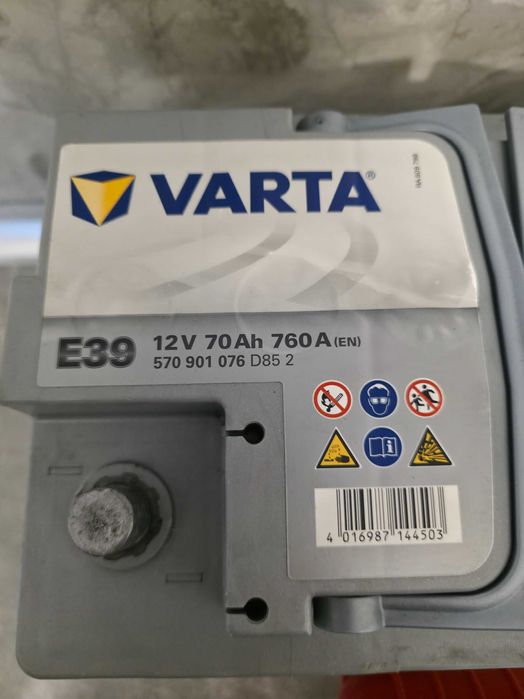 VARTA®
E39 12V 70Ah 760A (EN)
570 901 076 D85 2
4 016987 144503